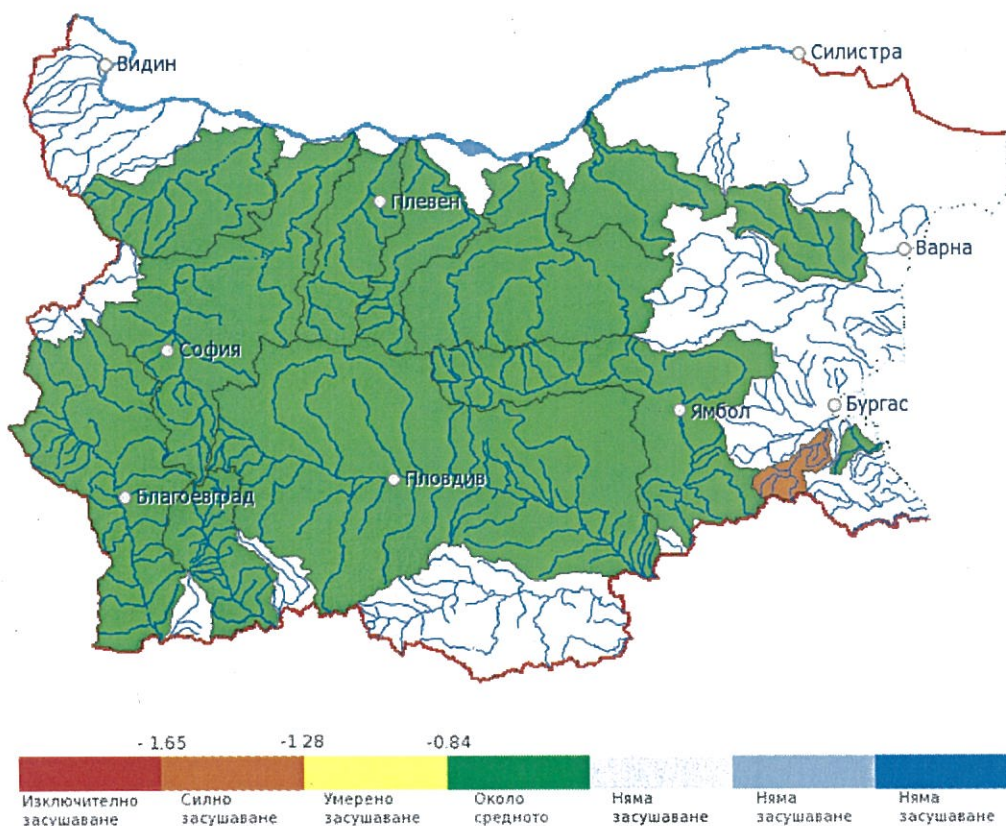 Видин
Силистра
Плевен
Варна
София
Ямбол
Бургас
Благоевград
Пловдив
- 1.65
-1.28
-0.84
Изключително засушаване
Силно засушаване
Умерено засушаване
Около средното
Няма засушаване
Няма засушаване
Няма засушаване